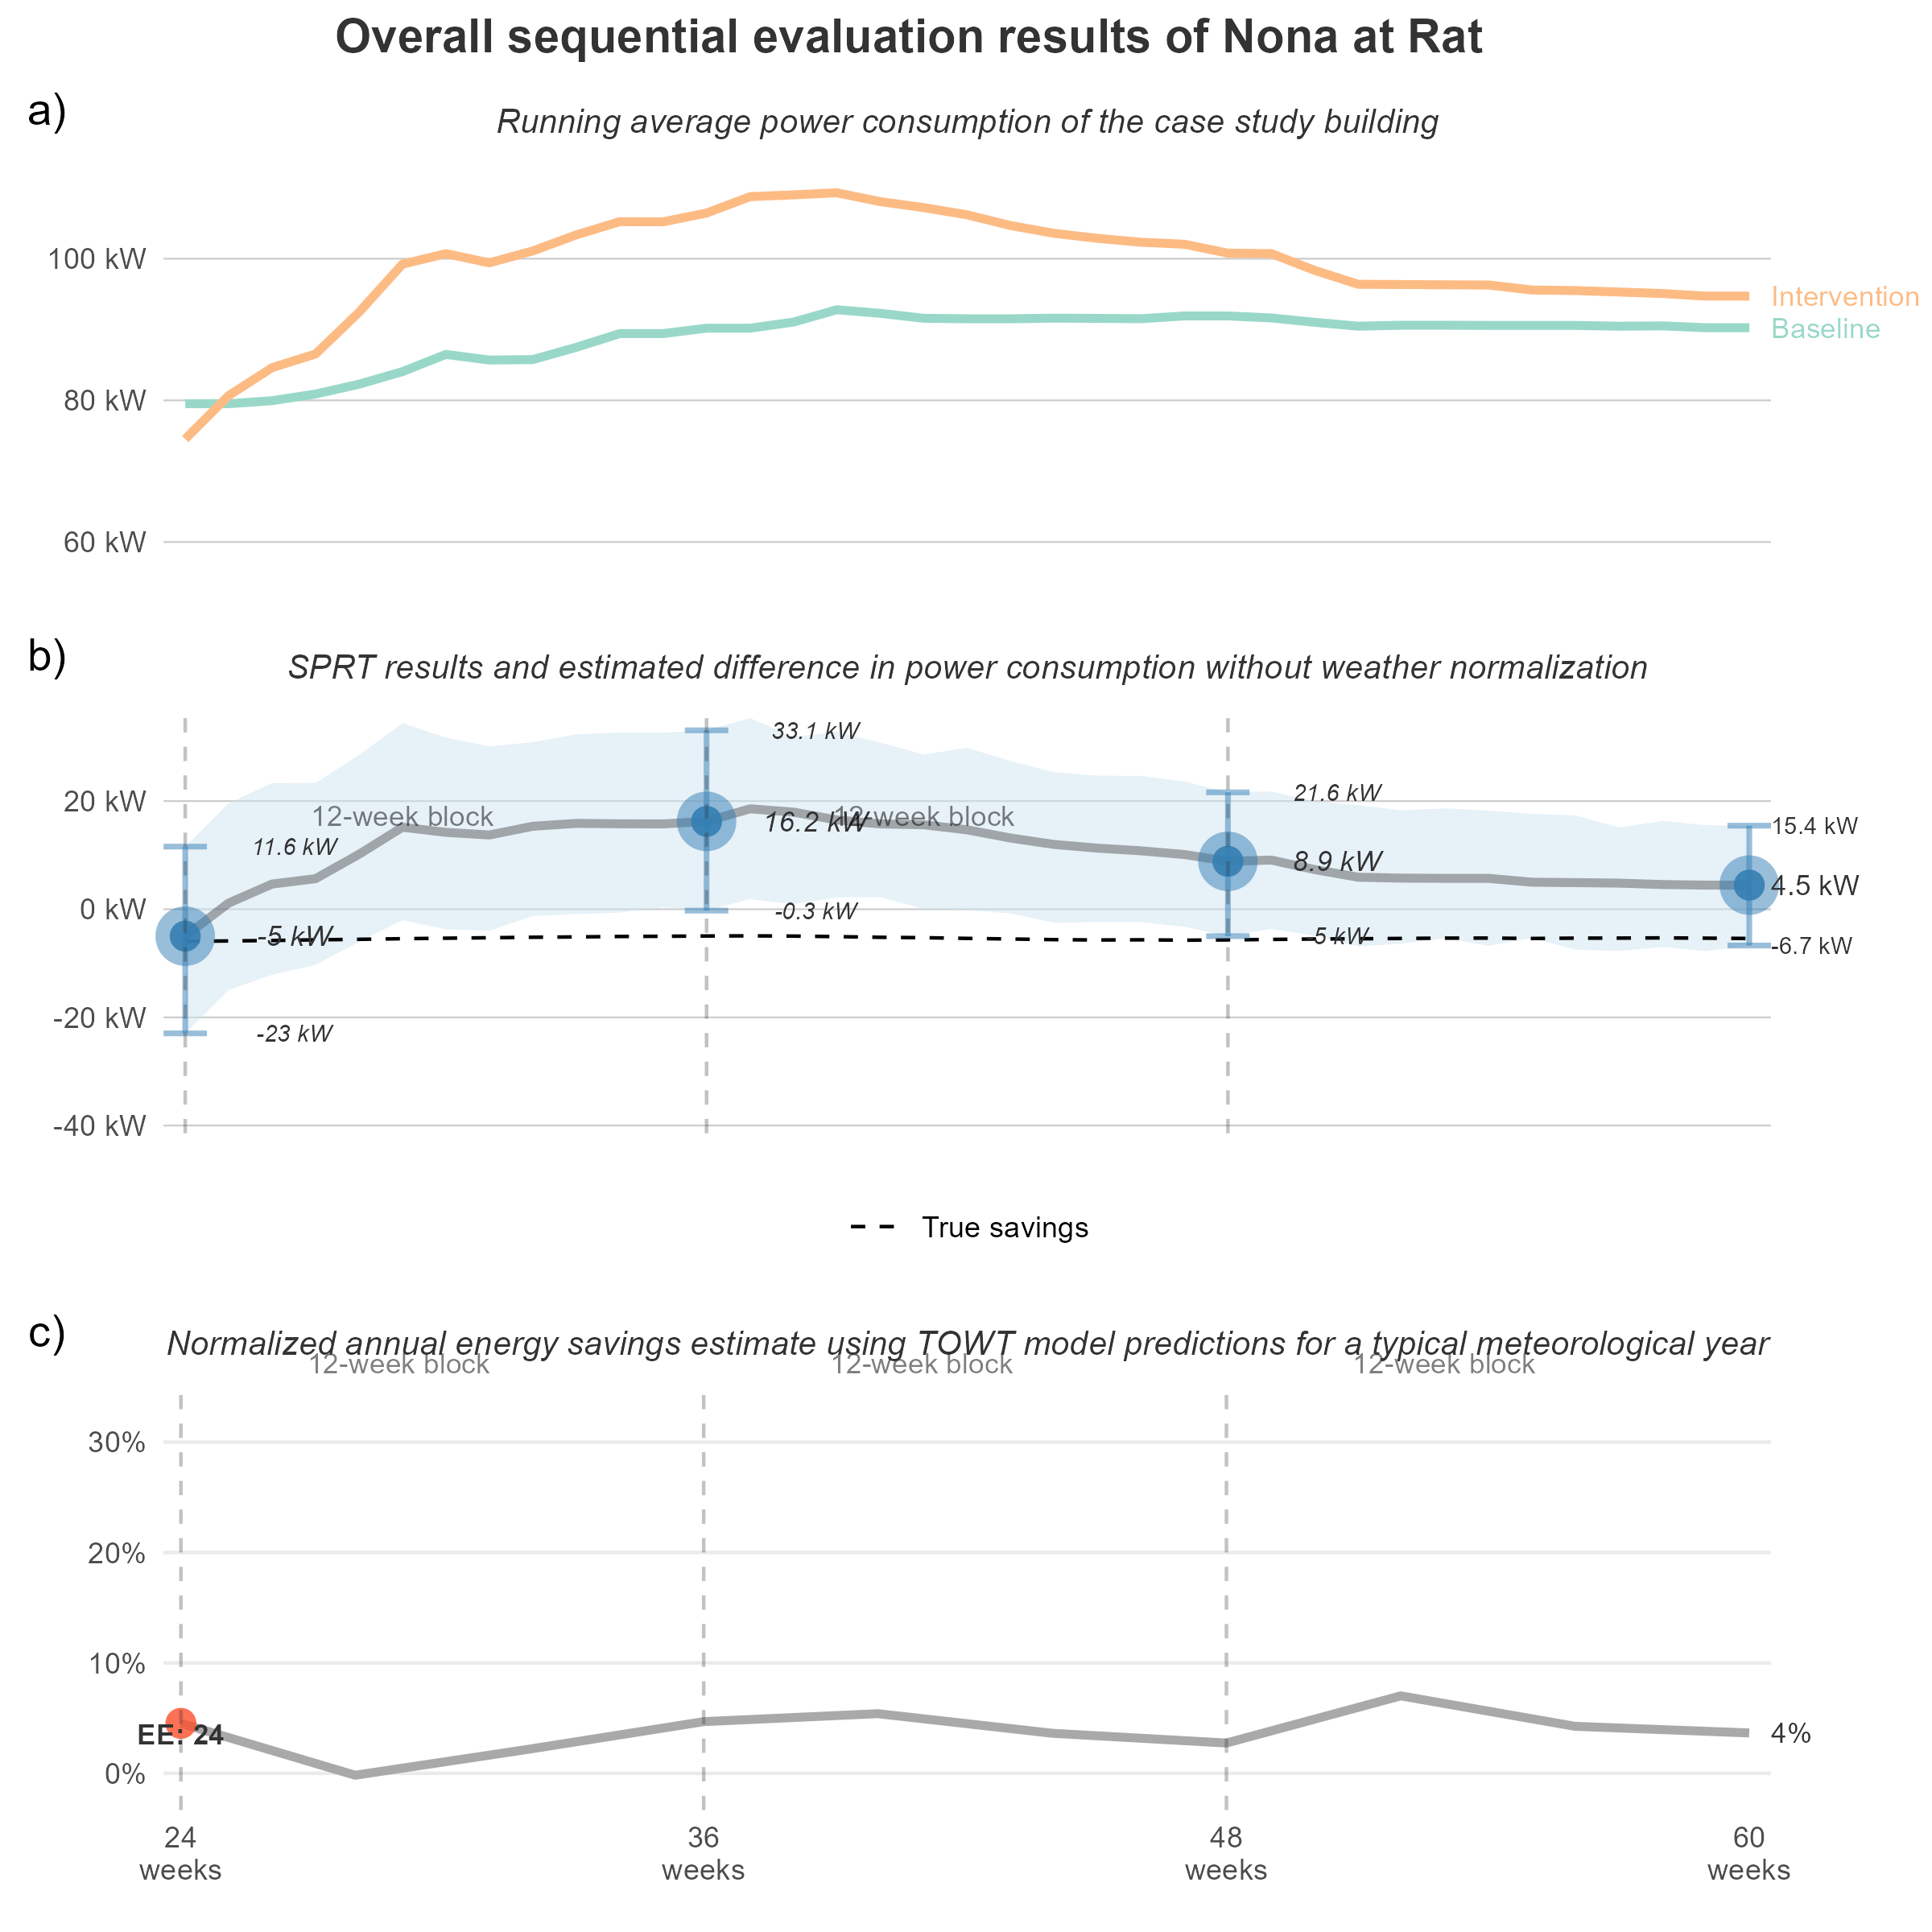 Overall sequential evaluation results of Nona at Rat
a)
Running average power consumption of the case study building
100 kW
80 kW
60 kW
Intervention
Baseline
b)
SPRT results and estimated difference in power consumption without weather normalization
20 kW
0 kW
-20 kW
-40 kW
12-week block
12-week block
11.6 kW
-5 kW
-23 kW
33.1 kW
16.2 kW
-0.3 kW
21.6 kW
8.9 kW
-5 kW
15.4 kW
4.5 kW
-6.7 kW
True savings
c)
Normalized annual energy savings estimate using TOWT model predictions for a typical meteorological year
12-week block
12-week block
12-week block
30%
20%
10%
0%
EE: 24
4%
24
weeks
36
weeks
48
weeks
60
weeks